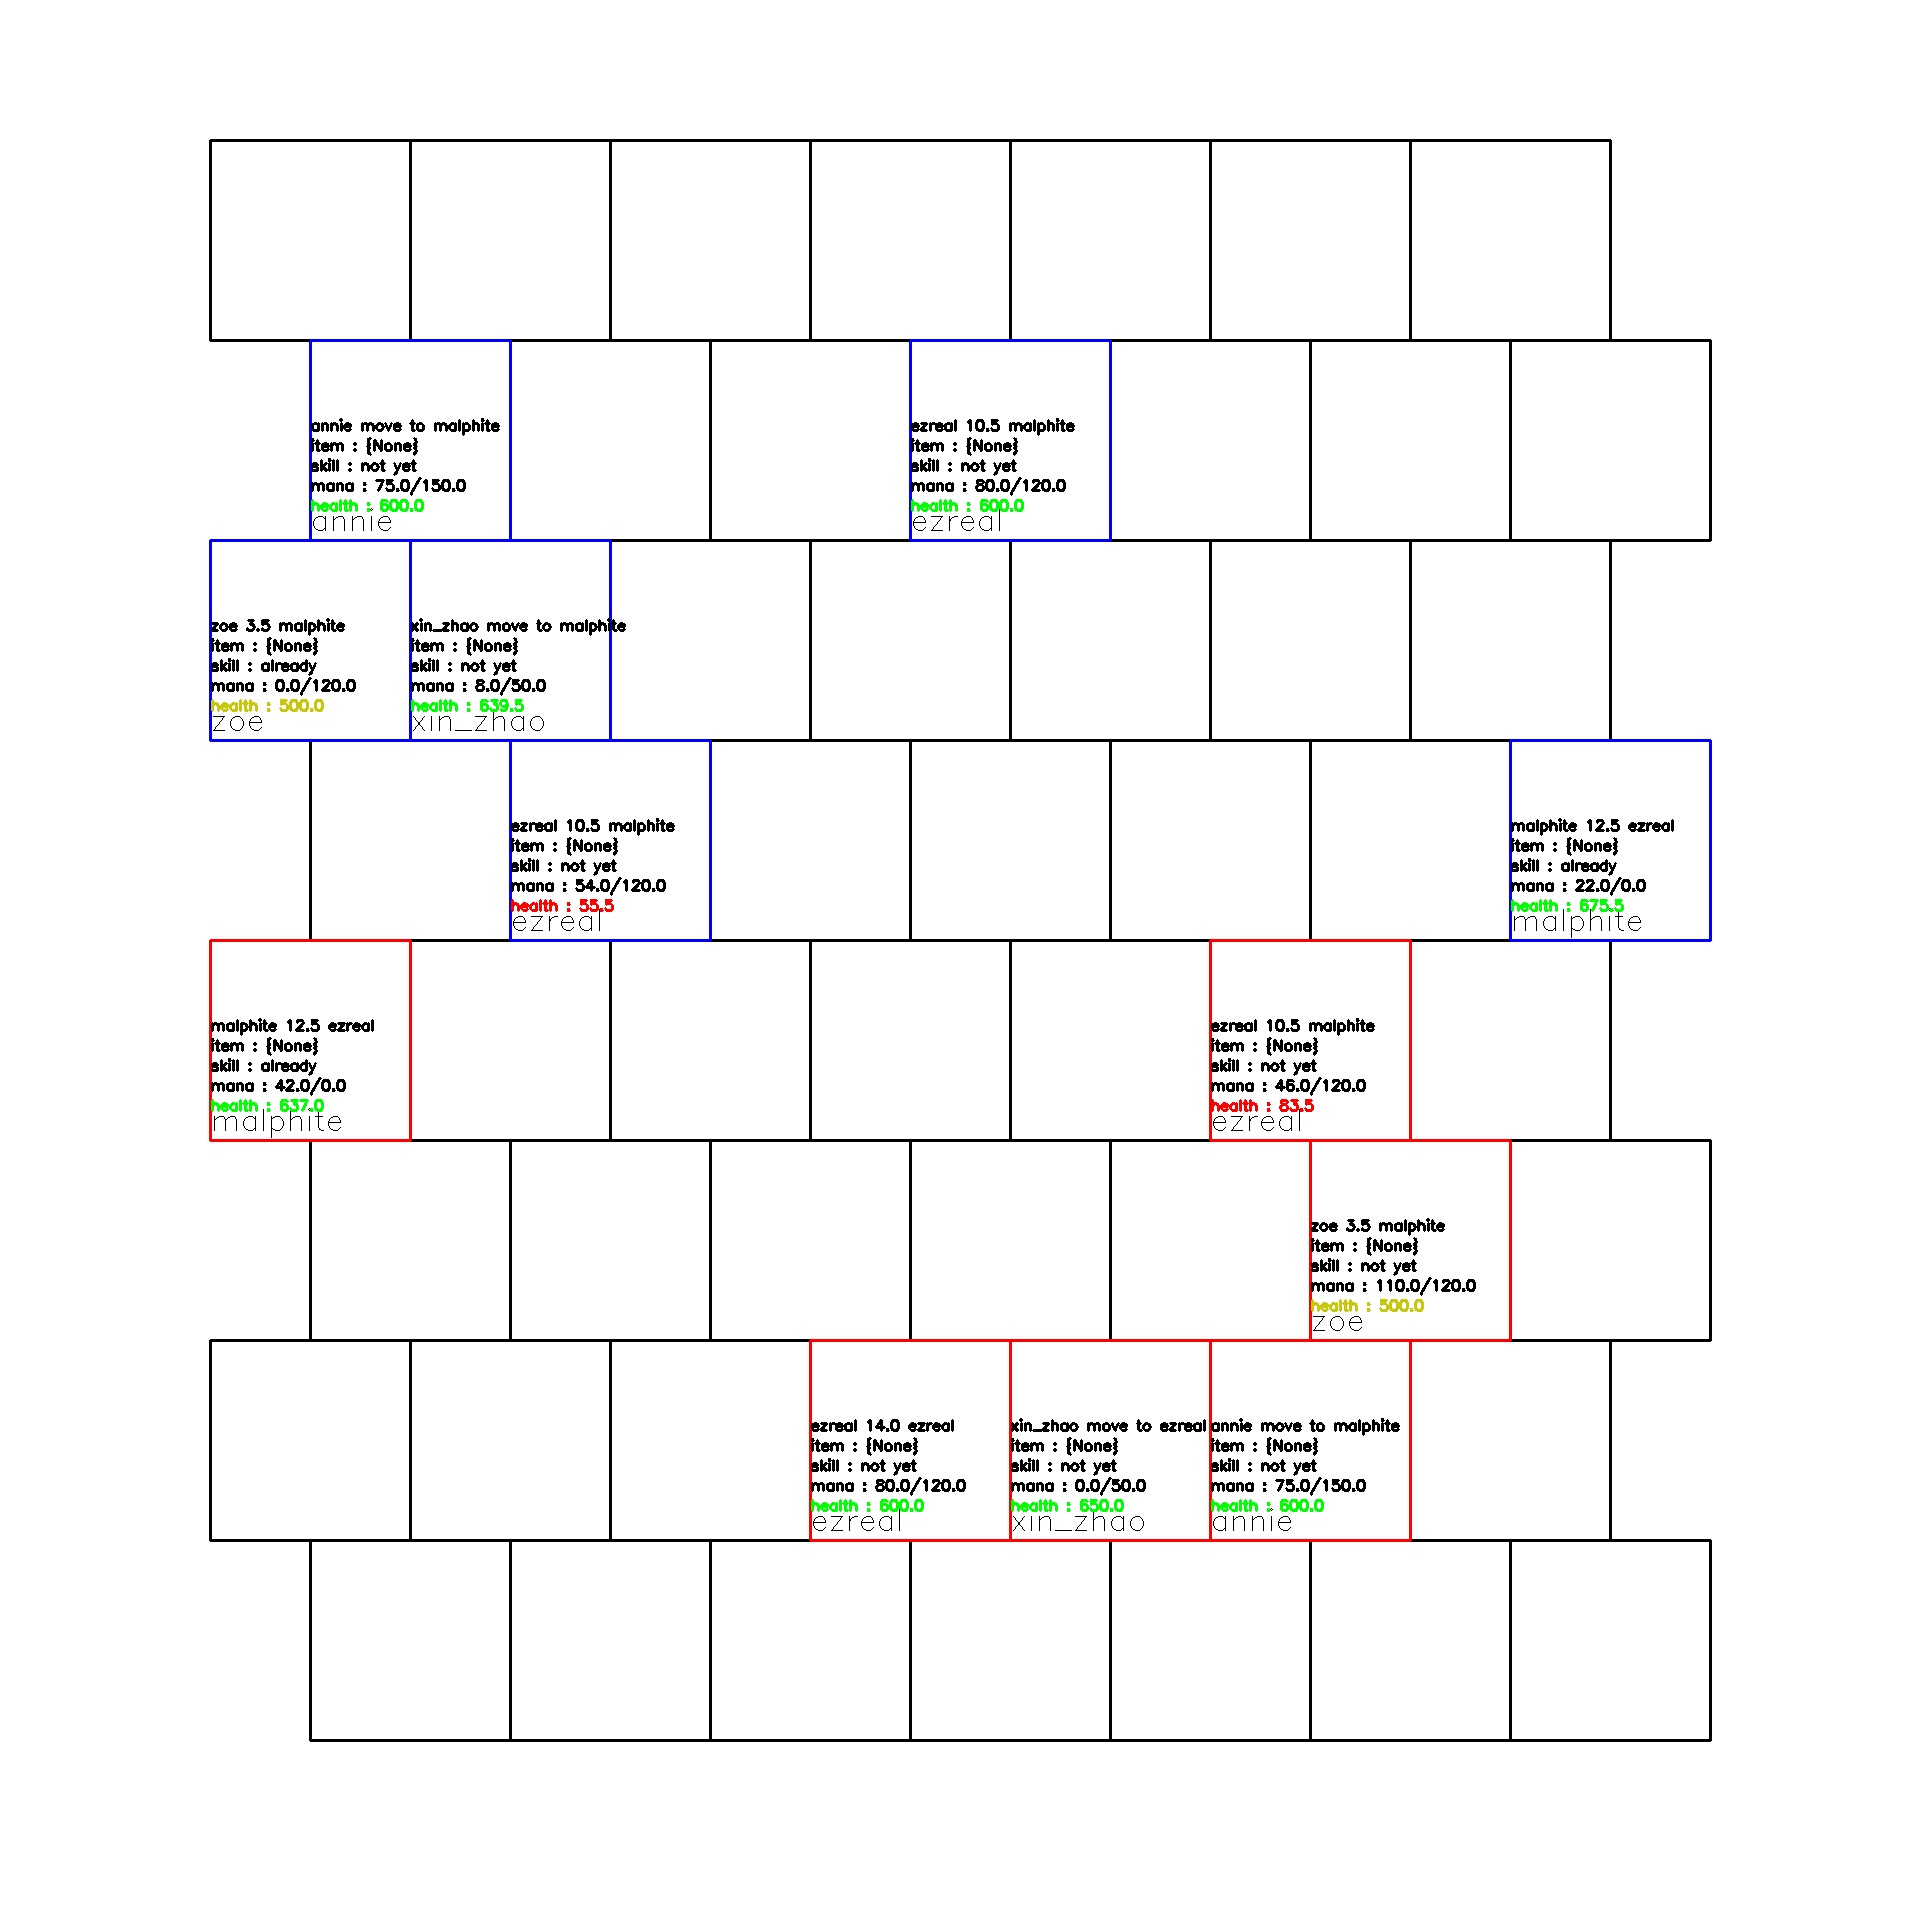 annie move to malphite
item : {None}
skill : not yet
mana : 75.0/150.0
health : 600.0
annie
ezreal 10.5 malphite
item : {None}
skill : not yet
mana : 80.0/120.0
health : 600.0
ezreal
zoe 3.5 malphite
item : {None}
skill : already
mana : 0.0/120.0
health : 500.0
zoe
xin_zhao move to malphite
item : {None}
skill : not yet
mana : 8.0/50.0
health : 639.5
xin_zhao
ezreal 10.5 malphite
item : {None}
skill : not yet
mana : 54.0/120.0
health : 55.5
ezreal
malphite 12.5 ezreal
item : {None}
skill : already
mana : 22.0/0.0
health : 675.5
malphite
malphite 12.5 ezreal
item : {None}
skill : already
mana : 42.0/0.0
health : 637.0
malphite
ezreal 10.5 malphite
item : {None}
skill : not yet
mana : 46.0/120.0
health : 83.5
ezreal
zoe 3.5 malphite
item : {None}
skill : not yet
mana : 110.0/120.0
health : 500.0
zoe
ezreal 14.0 ezreal
item : {None}
skill : not yet
mana : 80.0/120.0
health : 600.0
ezreal
xin_zhao move to ezreal
item : {None}
skill : not yet
mana : 0.0/50.0
health : 650.0
xin_zhao
annie move to malphite
item : {None}
skill : not yet
mana : 75.0/150.0
health : 600.0
annie